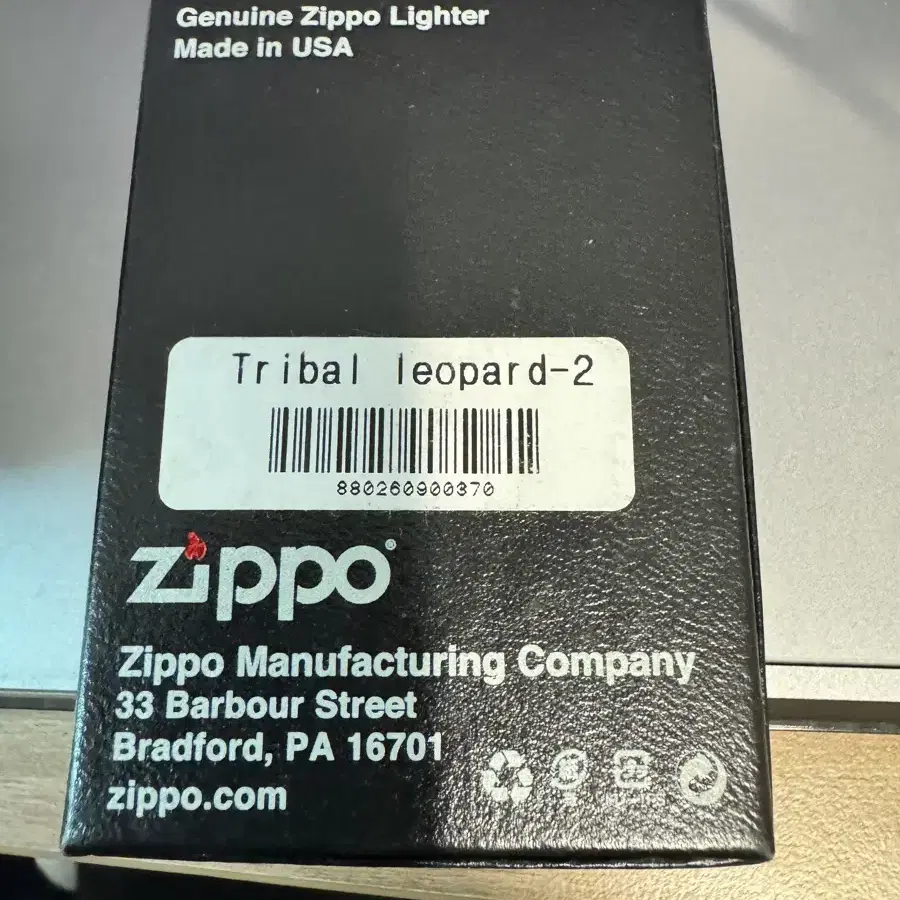 Genuine Zippo Lighter
Made in USA
Tribal leopard-2
880260900370
zippo
Zippo Manufacturing Company
33 Barbour Street
Bradford, PA 16701
zippo.com